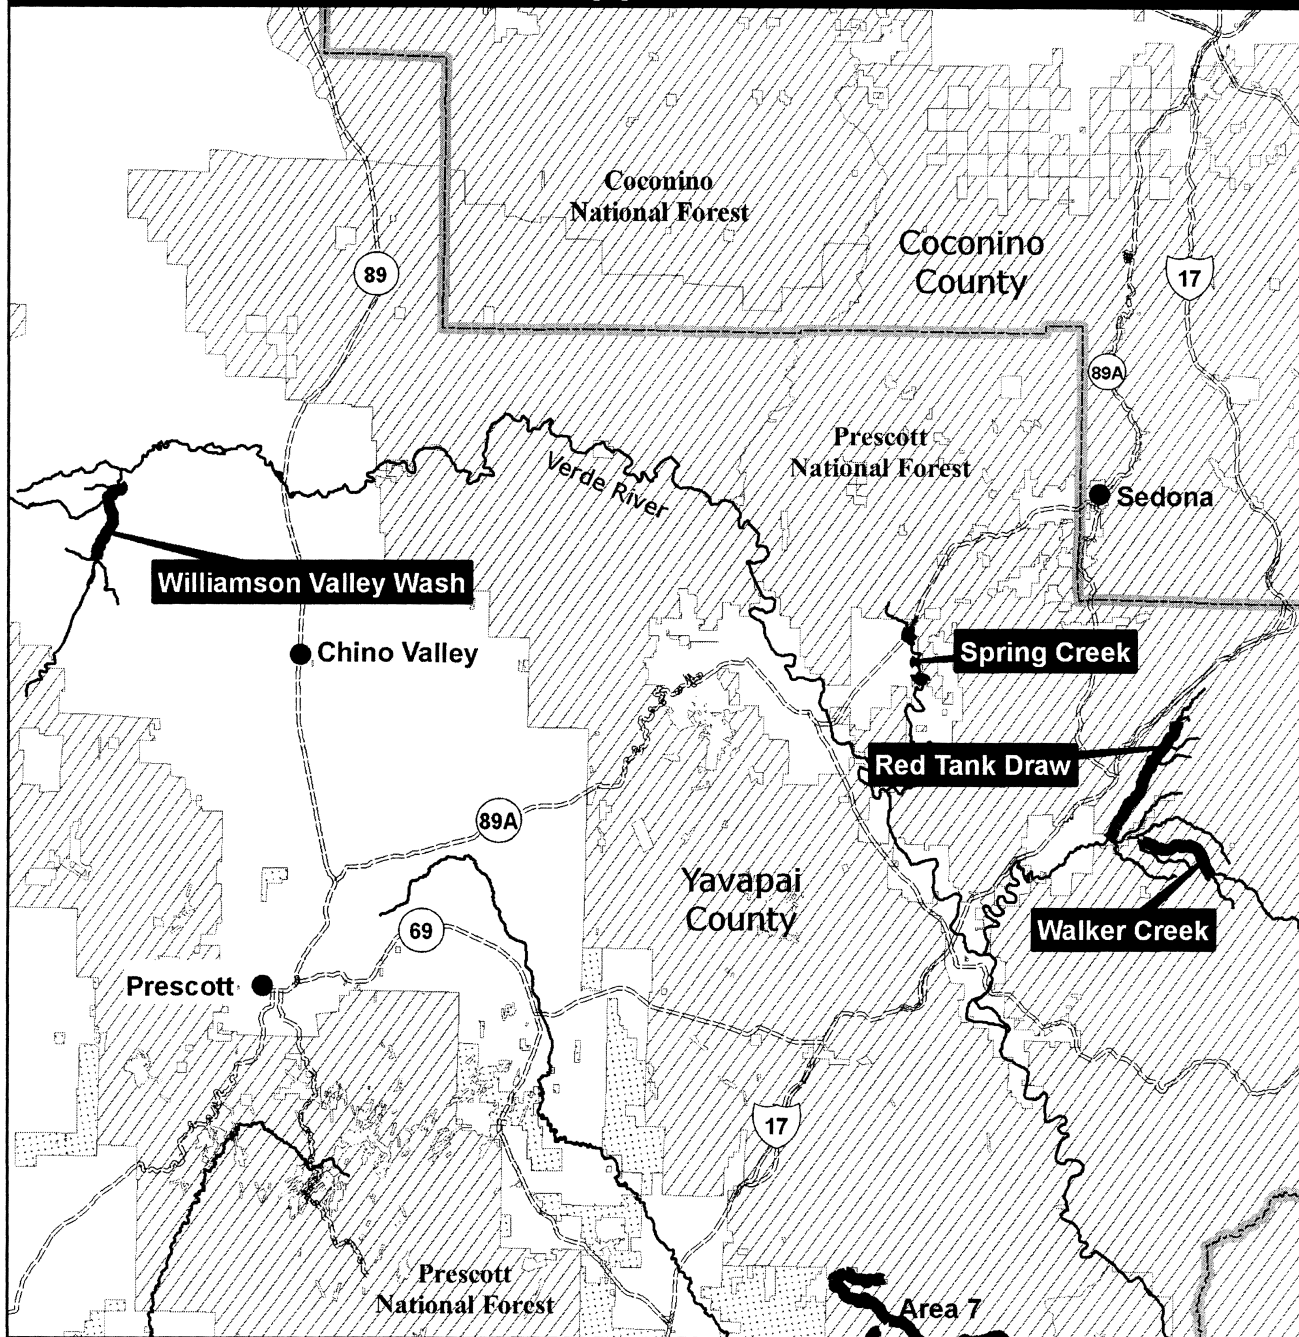 Coconino
National Forest
Coconino
County
89
17
89A
Prescott
National Forest
Verde River
Sedona
Williamson Valley Wash
Chino Valley
Spring Creek
Red Tank Draw
89A
Yavapai
County
69
Walker Creek
Prescott
17
Prescott
National Forest
Area 7